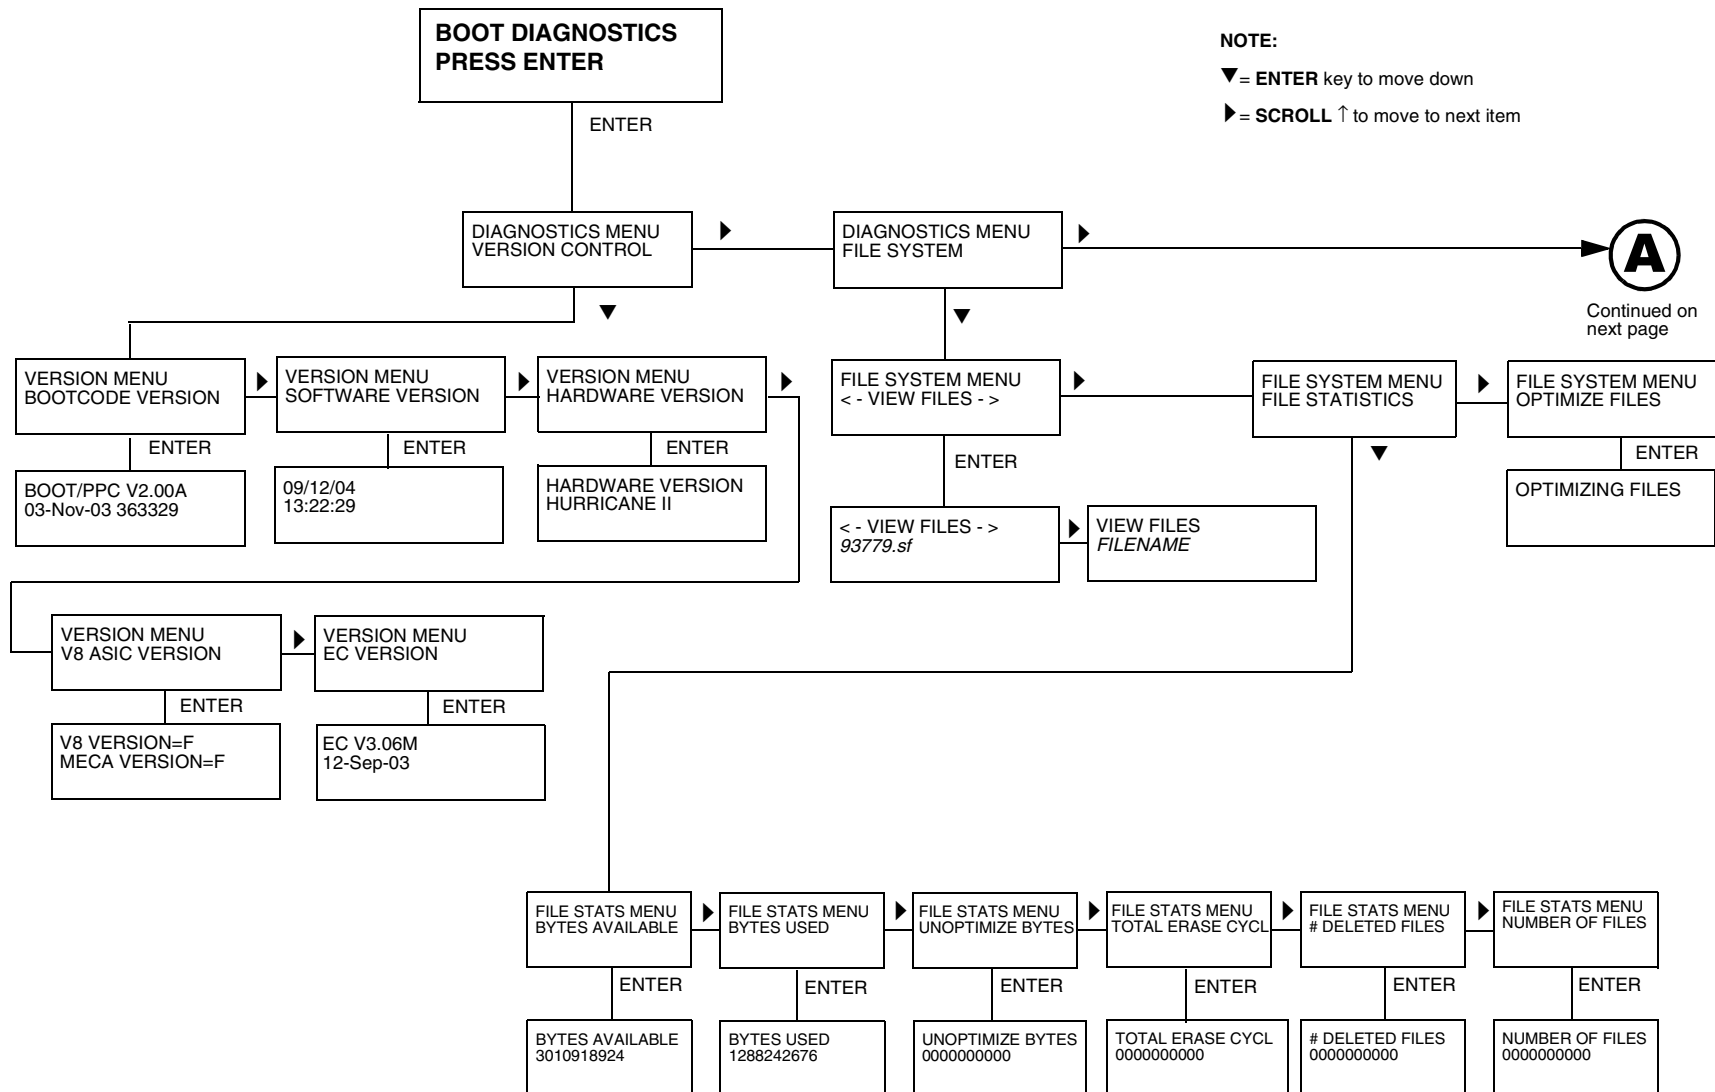 BOOT DIAGNOSTICS
PRESS ENTER
NOTE:
▼= ENTER key to move down
▶= SCROLL ↑ to move to next item
ENTER
DIAGNOSTICS MENU
VERSION CONTROL
DIAGNOSTICS MENU
FILE SYSTEM
A
Continued on
next page
VERSION MENU
BOOTCODE VERSION
VERSION MENU
SOFTWARE VERSION
VERSION MENU
HARDWARE VERSION
FILE SYSTEM MENU
< - VIEW FILES - >
FILE SYSTEM MENU
FILE STATISTICS
FILE SYSTEM MENU
OPTIMIZE FILES
ENTER
ENTER
ENTER
ENTER
ENTER
BOOT/PPC V2.00A
03-Nov-03 363329
09/12/04
13:22:29
HARDWARE VERSION
HURRICANE II
< - VIEW FILES - >
93779.sf
VIEW FILES
FILENAME
OPTIMIZING FILES
VERSION MENU
V8 ASIC VERSION
VERSION MENU
EC VERSION
ENTER
ENTER
V8 VERSION=F
MECA VERSION=F
EC V3.06M
12-Sep-03
FILE STATS MENU
BYTES AVAILABLE
FILE STATS MENU
BYTES USED
FILE STATS MENU
UNOPTIMIZE BYTES
FILE STATS MENU
TOTAL ERASE CYCL
FILE STATS MENU
# DELETED FILES
FILE STATS MENU
NUMBER OF FILES
ENTER
ENTER
ENTER
ENTER
ENTER
ENTER
BYTES AVAILABLE
3010918924
BYTES USED
1288242676
UNOPTIMIZE BYTES
0000000000
TOTAL ERASE CYCL
0000000000
# DELETED FILES
0000000000
NUMBER OF FILES
0000000000